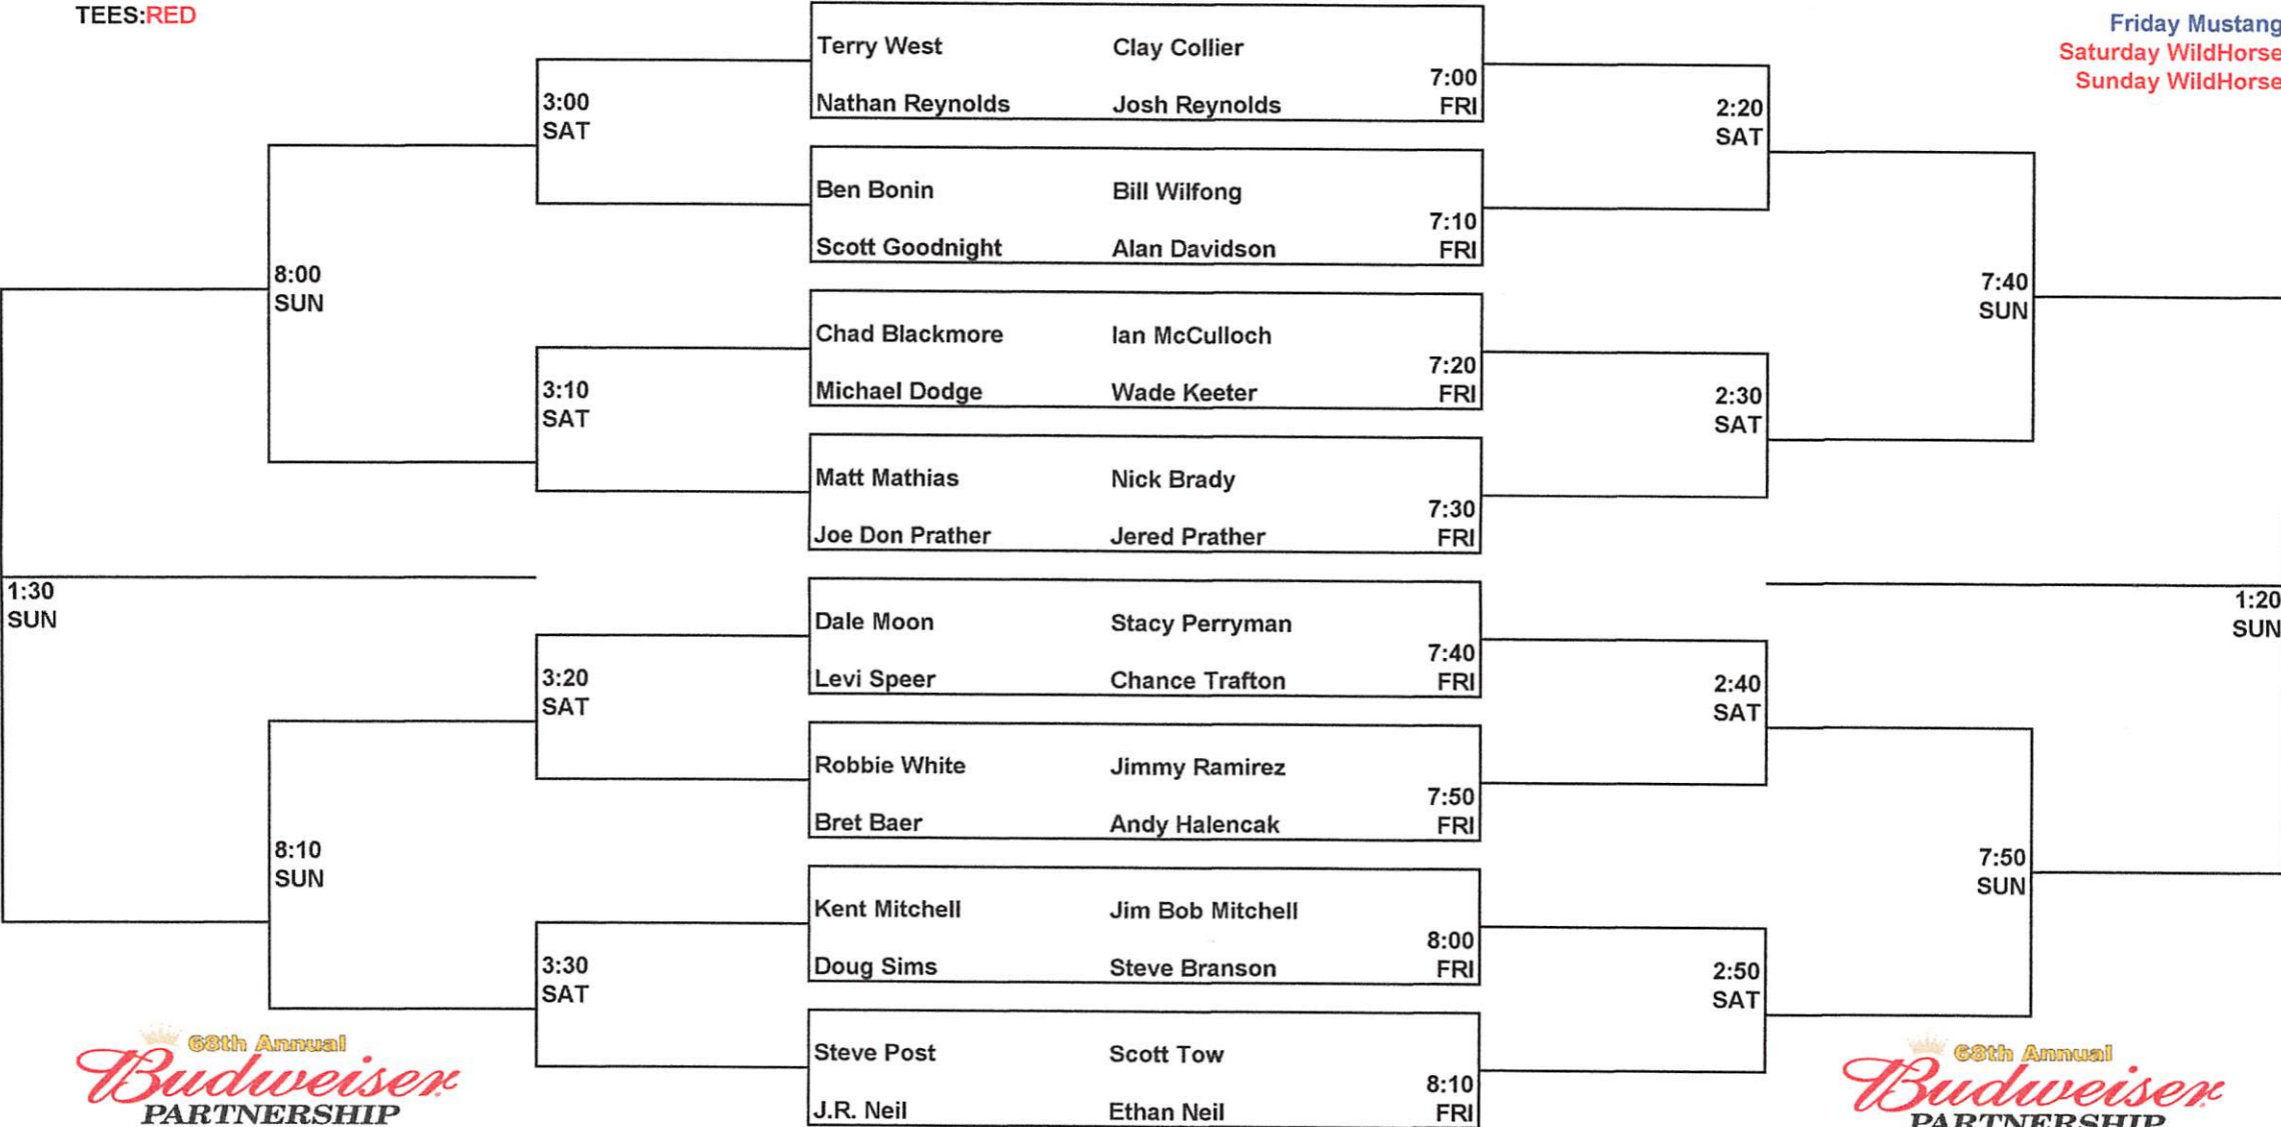 TEES:RED
Friday Mustang
Saturday WildHorse
Sunday WildHorse
Terry West Clay Collier
7:00
Nathan Reynolds Josh Reynolds FRI
3:00
SAT
2:20
SAT
Ben Bonin Bill Wilfong
7:10
Scott Goodnight Alan Davidson FRI
8:00
SUN
7:40
SUN
Chad Blackmore Ian McCulloch
7:20
Michael Dodge Wade Keeter FRI
3:10
SAT
2:30
SAT
Matt Mathias Nick Brady
7:30
Joe Don Prather Jered Prather FRI
1:30
SUN
1:20
SUN
Dale Moon Stacy Perryman
7:40
Levi Speer Chance Trafton FRI
3:20
SAT
2:40
SAT
Robbie White Jimmy Ramirez
7:50
Bret Baer Andy Halencak FRI
8:10
SUN
7:50
SUN
Kent Mitchell Jim Bob Mitchell
8:00
Doug Sims Steve Branson FRI
3:30
SAT
2:50
SAT
Steve Post Scott Tow
8:10
J.R. Neil Ethan Neil FRI
68th Annual
Budweiser
PARTNERSHIP
68th Annual
Budweiser
PARTNERSHIP